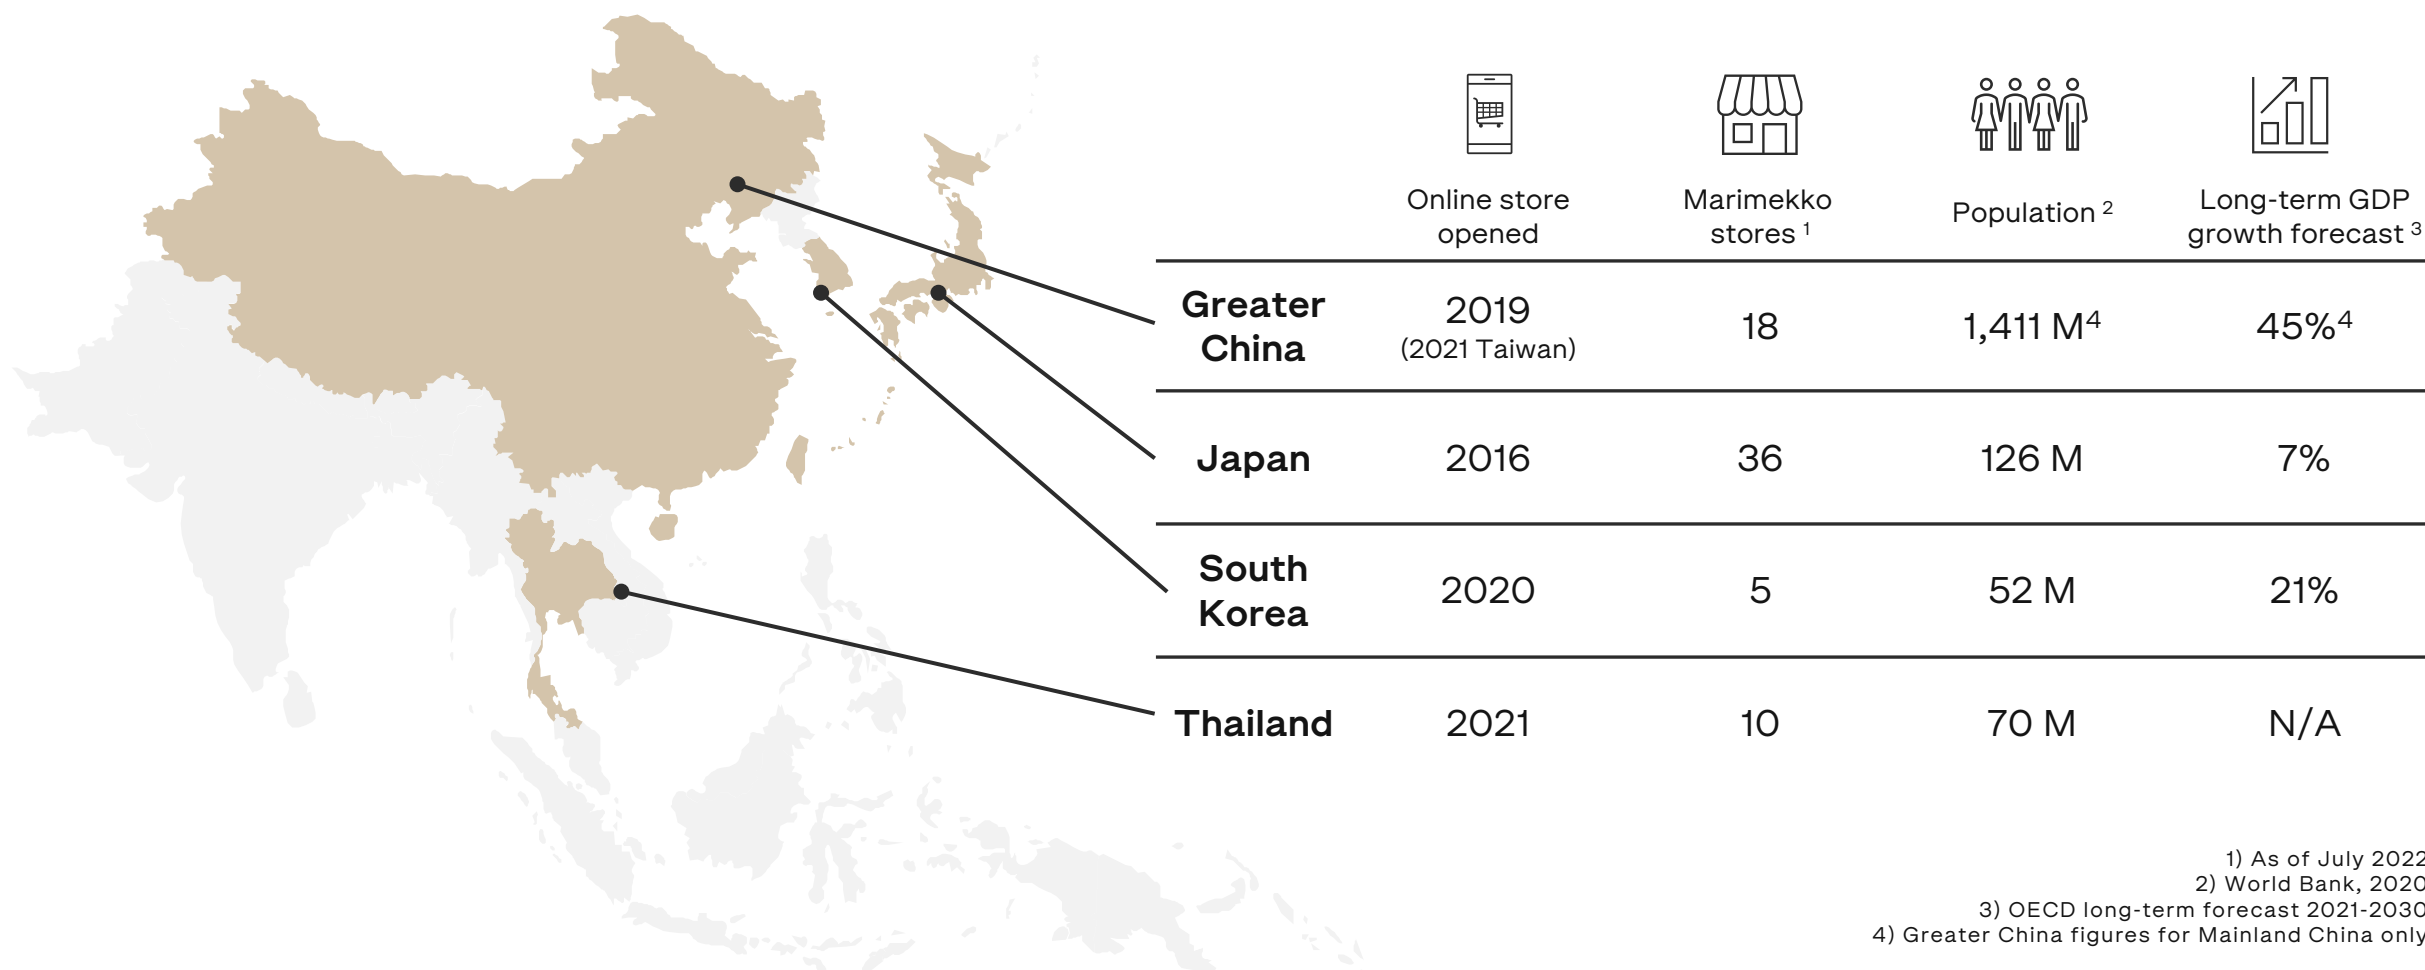 Online store
opened
Marimekko
stores 1
Population 2
Long-term GDP
growth forecast 3
Greater
China
2019
(2021 Taiwan)
18
1,411 M4
45%4
Japan
2016
36
126 M
7%
South
Korea
2020
5
52 M
21%
Thailand
2021
10
70 M
N/A
1) As of July 2022
2) World Bank, 2020
3) OECD long-term forecast 2021-2030
4) Greater China figures for Mainland China only